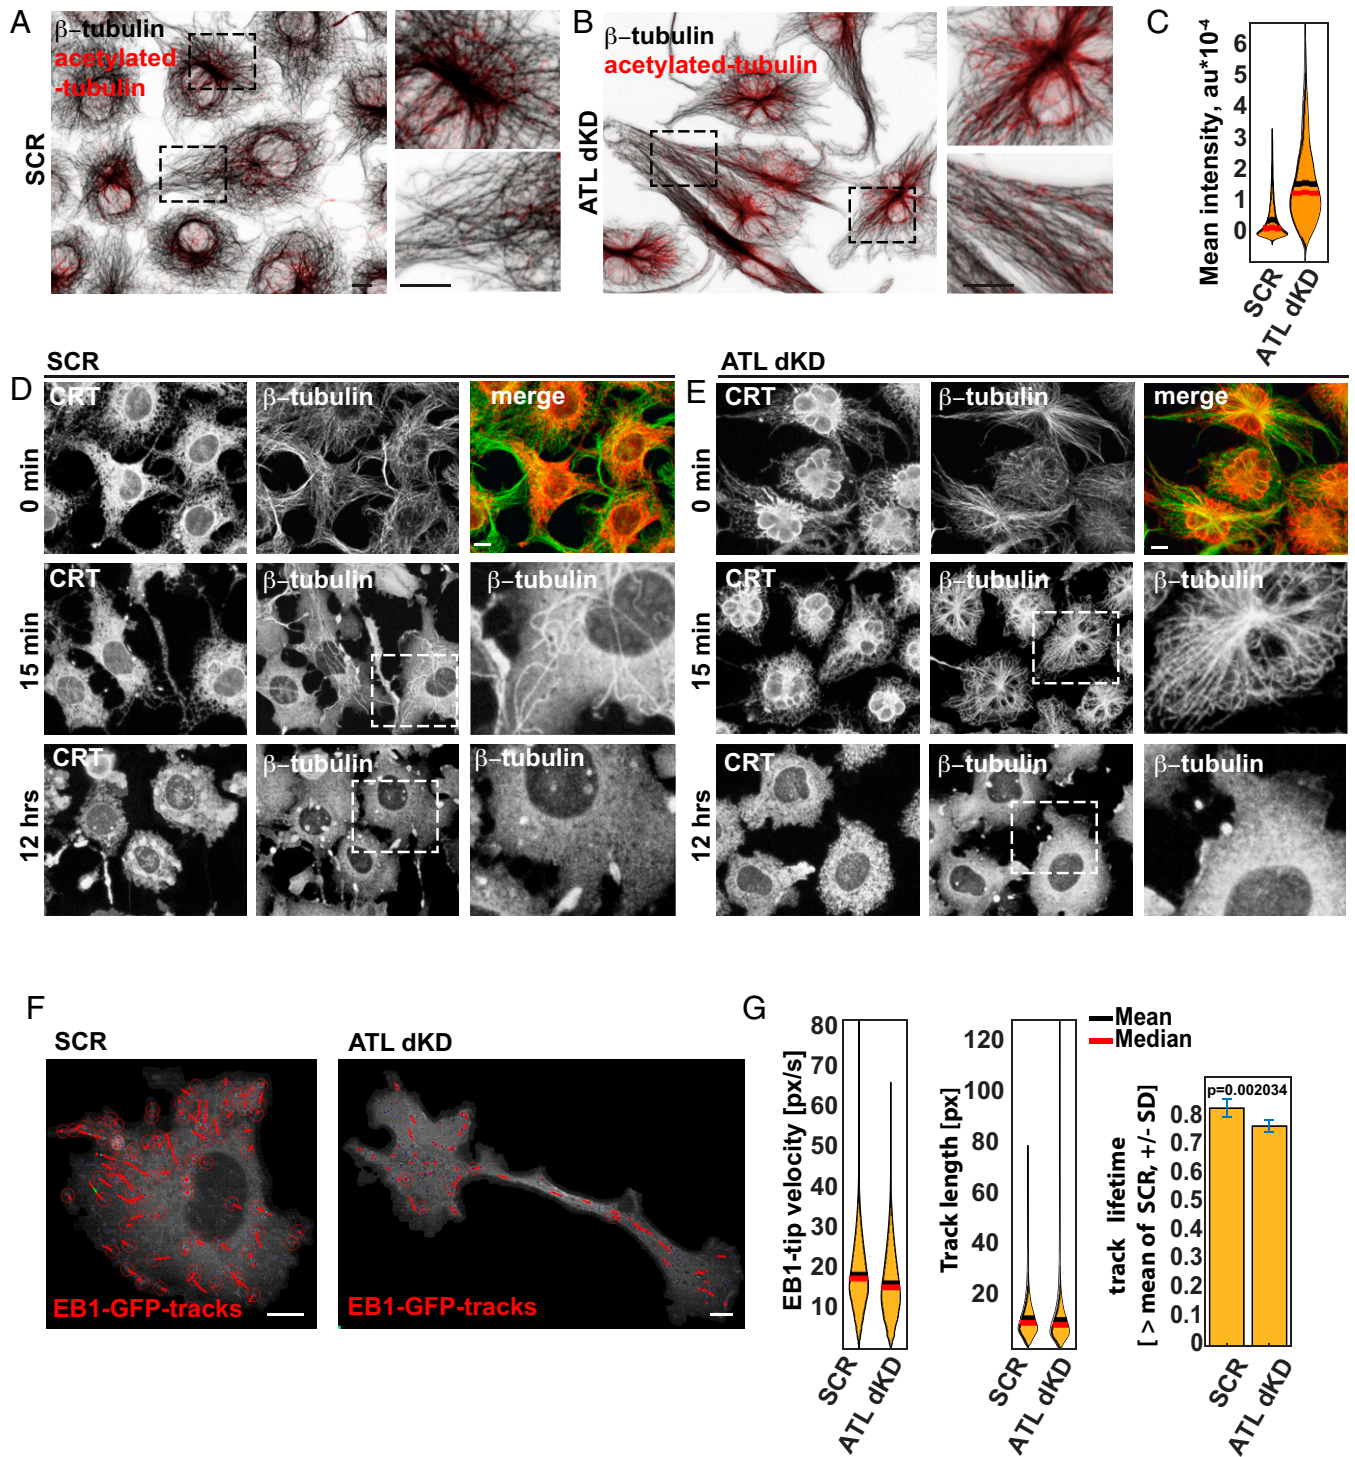 A
β–tubulin
acetylated
-tubulin
SCR
B
β–tubulin
acetylated-tubulin
ATL dKD
C
Mean intensity, au*10-4
6
5
4
3
2
1
0
SCR
ATL dKD
SCR
D
CRT
β–tubulin
merge
0 min
CRT
β–tubulin
β–tubulin
15 min
CRT
β–tubulin
β–tubulin
12 hrs
ATL dKD
E
CRT
β–tubulin
merge
0 min
CRT
β–tubulin
β–tubulin
15 min
CRT
β–tubulin
β–tubulin
12 hrs
F
SCR
EB1-GFP-tracks
ATL dKD
EB1-GFP-tracks
G
EB1-tip velocity [px/s]
80
70
60
50
40
30
20
10
SCR
ATL dKD
Track length [px]
120
100
80
60
40
20
SCR
ATL dKD
Mean
Median
track lifetime
[ > mean of SCR, +/- SD]
p=0.002034
0.8
0.7
0.6
0.5
0.4
0.3
0.2
0.1
0
SCR
ATL dKD